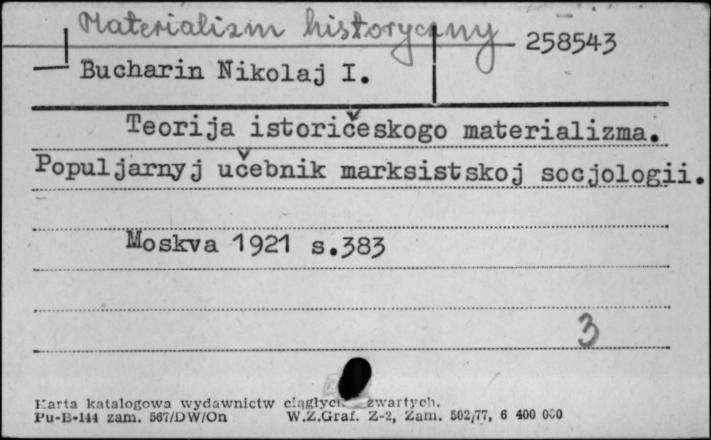 Materializm historyczny
258543
Bucharin Nikolaj I.
Teorija istoričeskogo materializma.
Populjarnyj učebnik marksistskoj socjologii.
Moskva 1921 s.383
3
Karta katalogowa wydawnictw zwartych.
Pu-B-144 zam. 567/DW/On W.Z.Graf. Z-2, Zam. 502/77, 6 400 000